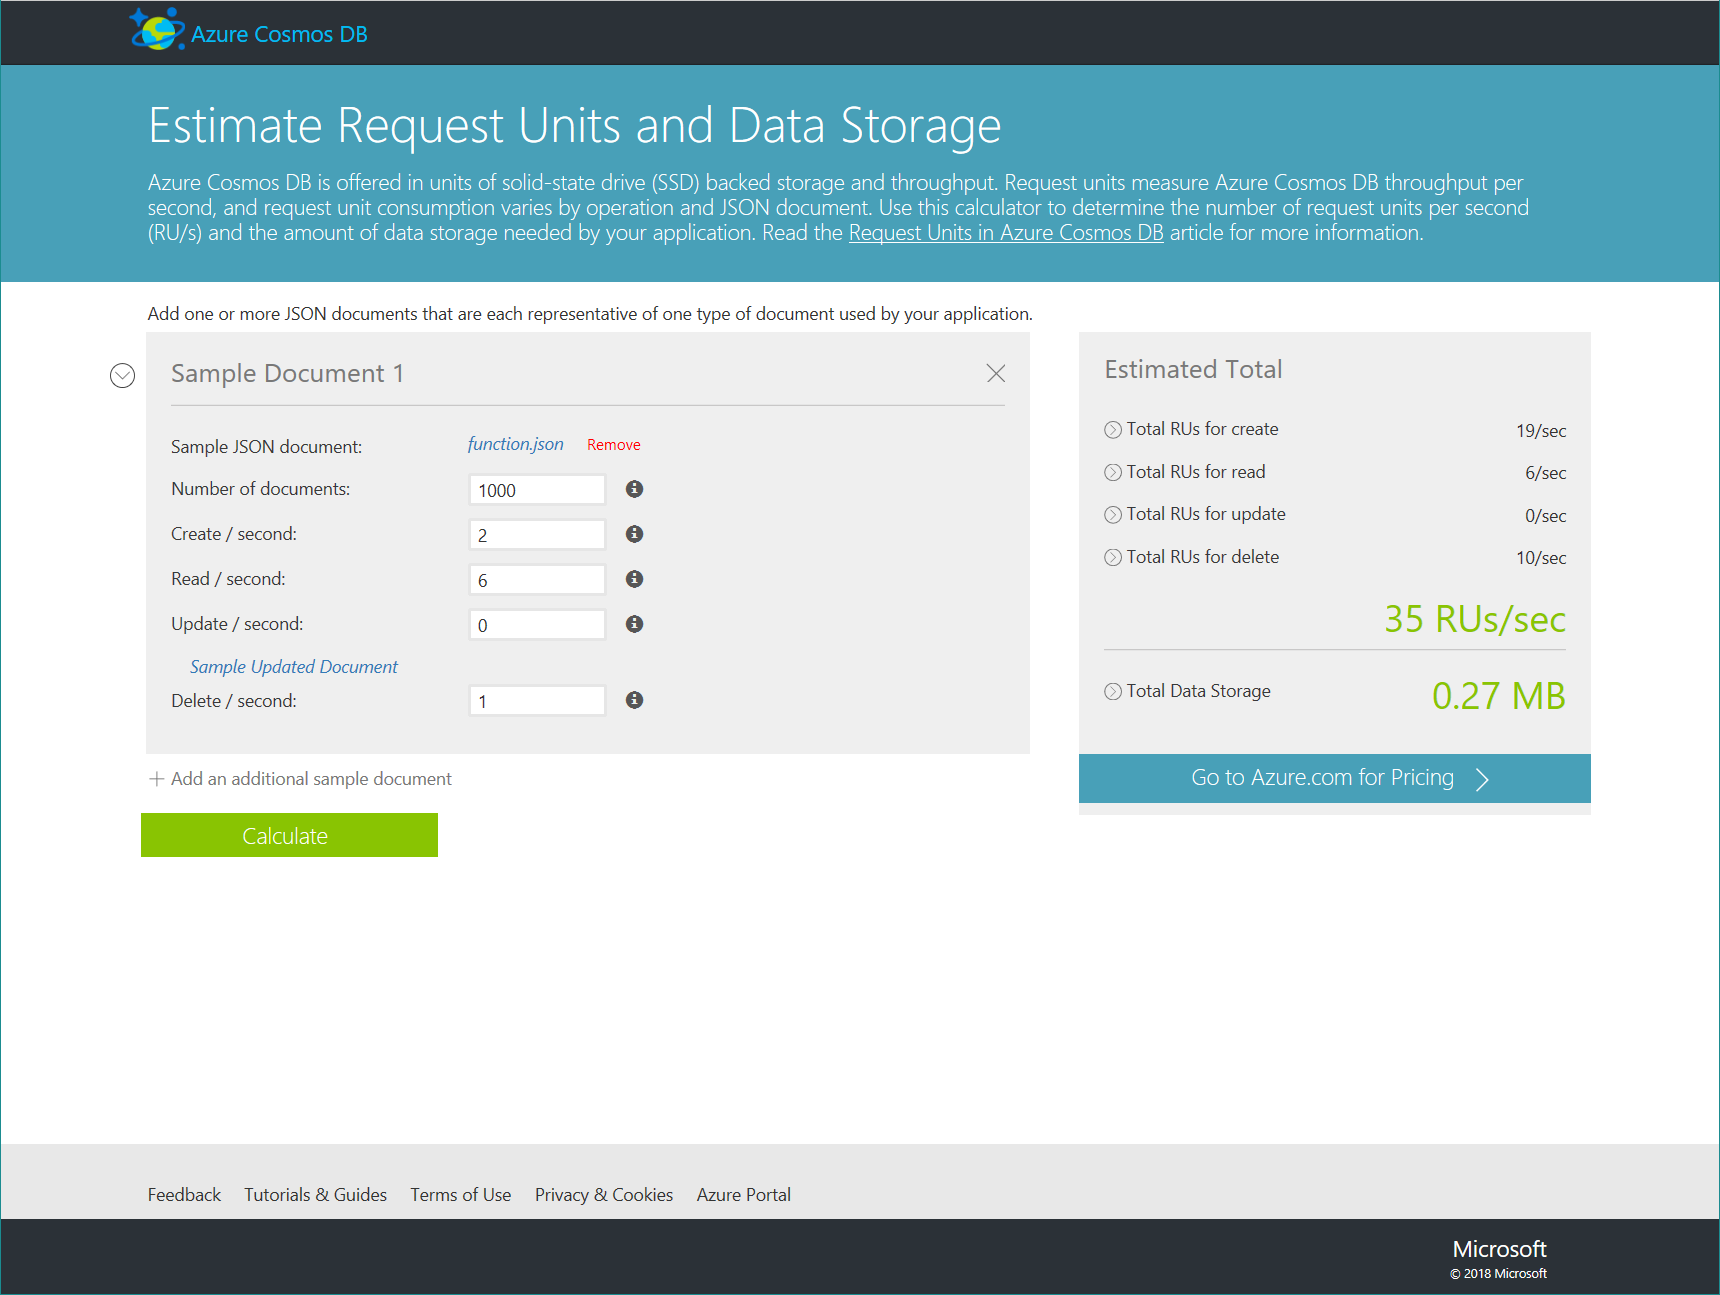 Azure Cosmos DB
Estimate Request Units and Data Storage
Azure Cosmos DB is offered in units of solid-state drive (SSD) backed storage and throughput. Request units measure Azure Cosmos DB throughput per
second, and request unit consumption varies by operation and JSON document. Use this calculator to determine the number of request units per second
(RU/s) and the amount of data storage needed by your application. Read the Request Units in Azure Cosmos DB article for more information.
Add one or more JSON documents that are each representative of one type of document used by your application.
Sample Document 1
Sample JSON document: function.json Remove
Number of documents: 1000
Create / second: 2
Read / second: 6
Update / second: 0
Sample Updated Document
Delete / second: 1
Add an additional sample document
Calculate
Estimated Total
Total RUs for create 19/sec
Total RUs for read 6/sec
Total RUs for update 0/sec
Total RUs for delete 10/sec
35 RUs/sec
Total Data Storage 0.27 MB
Go to Azure.com for Pricing
Feedback Tutorials & Guides Terms of Use Privacy & Cookies Azure Portal
Microsoft
© 2018 Microsoft